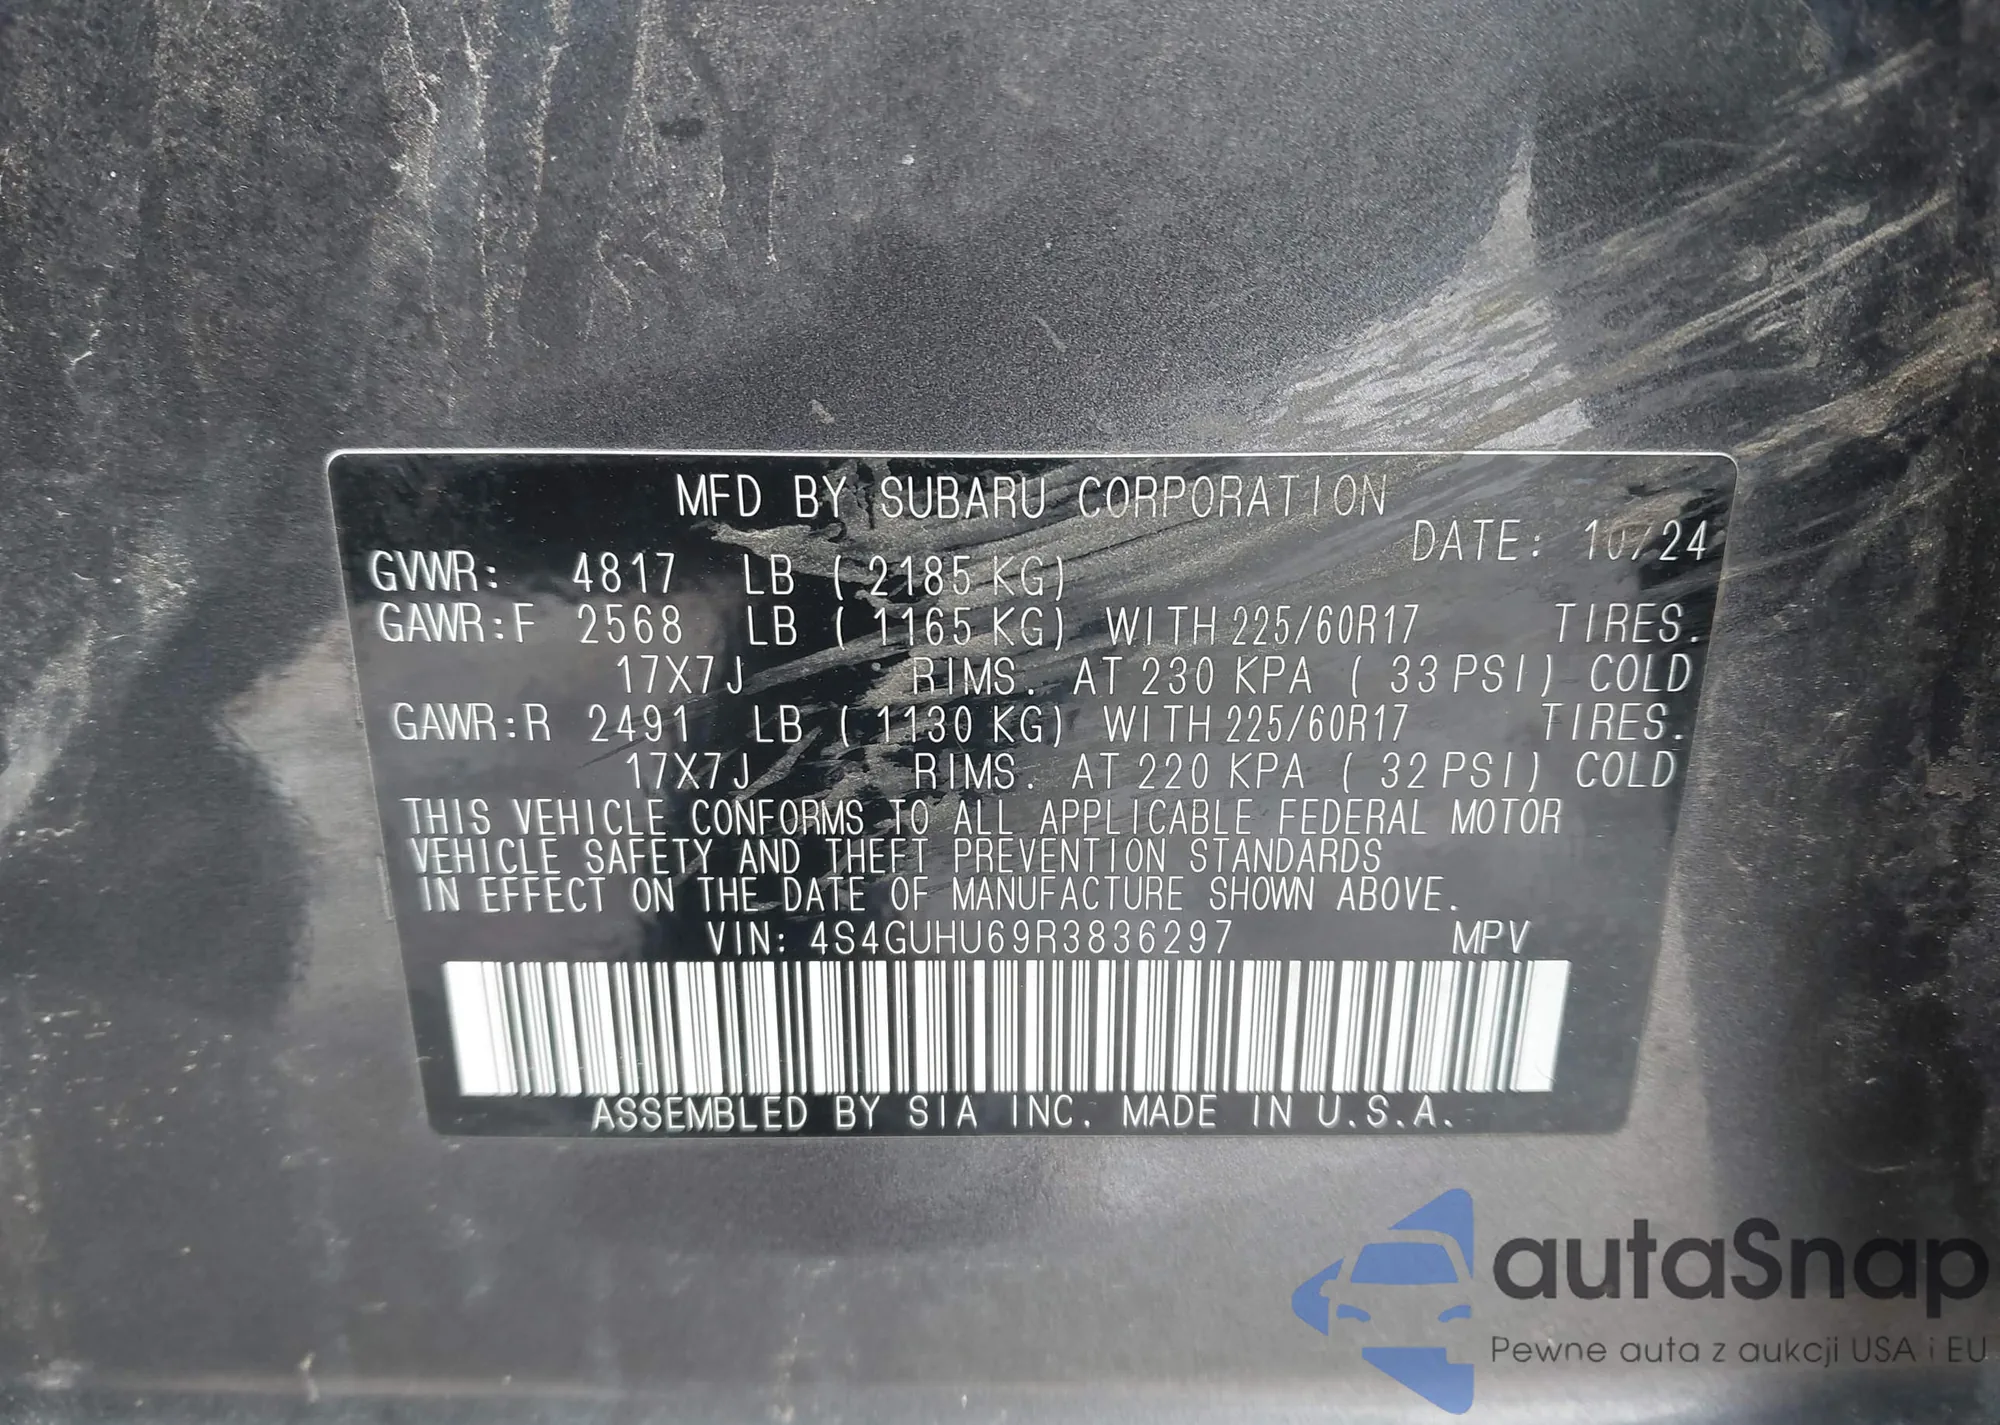 MFD BY SUBARU CORPORATION
DATE: 10/24
GVWR: 4817 LB ( 2185 KG)
GAWR:F 2568 LB ( 1165 KG) WITH 225/60R17 TIRES.
17X7J RIMS. AT 230 KPA ( 33 PSI) COLD
GAWR:R 2491 LB ( 1130 KG) WITH 225/60R17 TIRES.
17X7J RIMS. AT 220 KPA ( 32 PSI) COLD
THIS VEHICLE CONFORMS TO ALL APPLICABLE FEDERAL MOTOR
VEHICLE SAFETY AND THEFT PREVENTION STANDARDS
IN EFFECT ON THE DATE OF MANUFACTURE SHOWN ABOVE.
VIN: 4S4GUHU69R3836297 MPV
ASSEMBLED BY SIA INC. MADE IN U.S.A.
autaSnap
Pewne auta z aukcji USA i EU